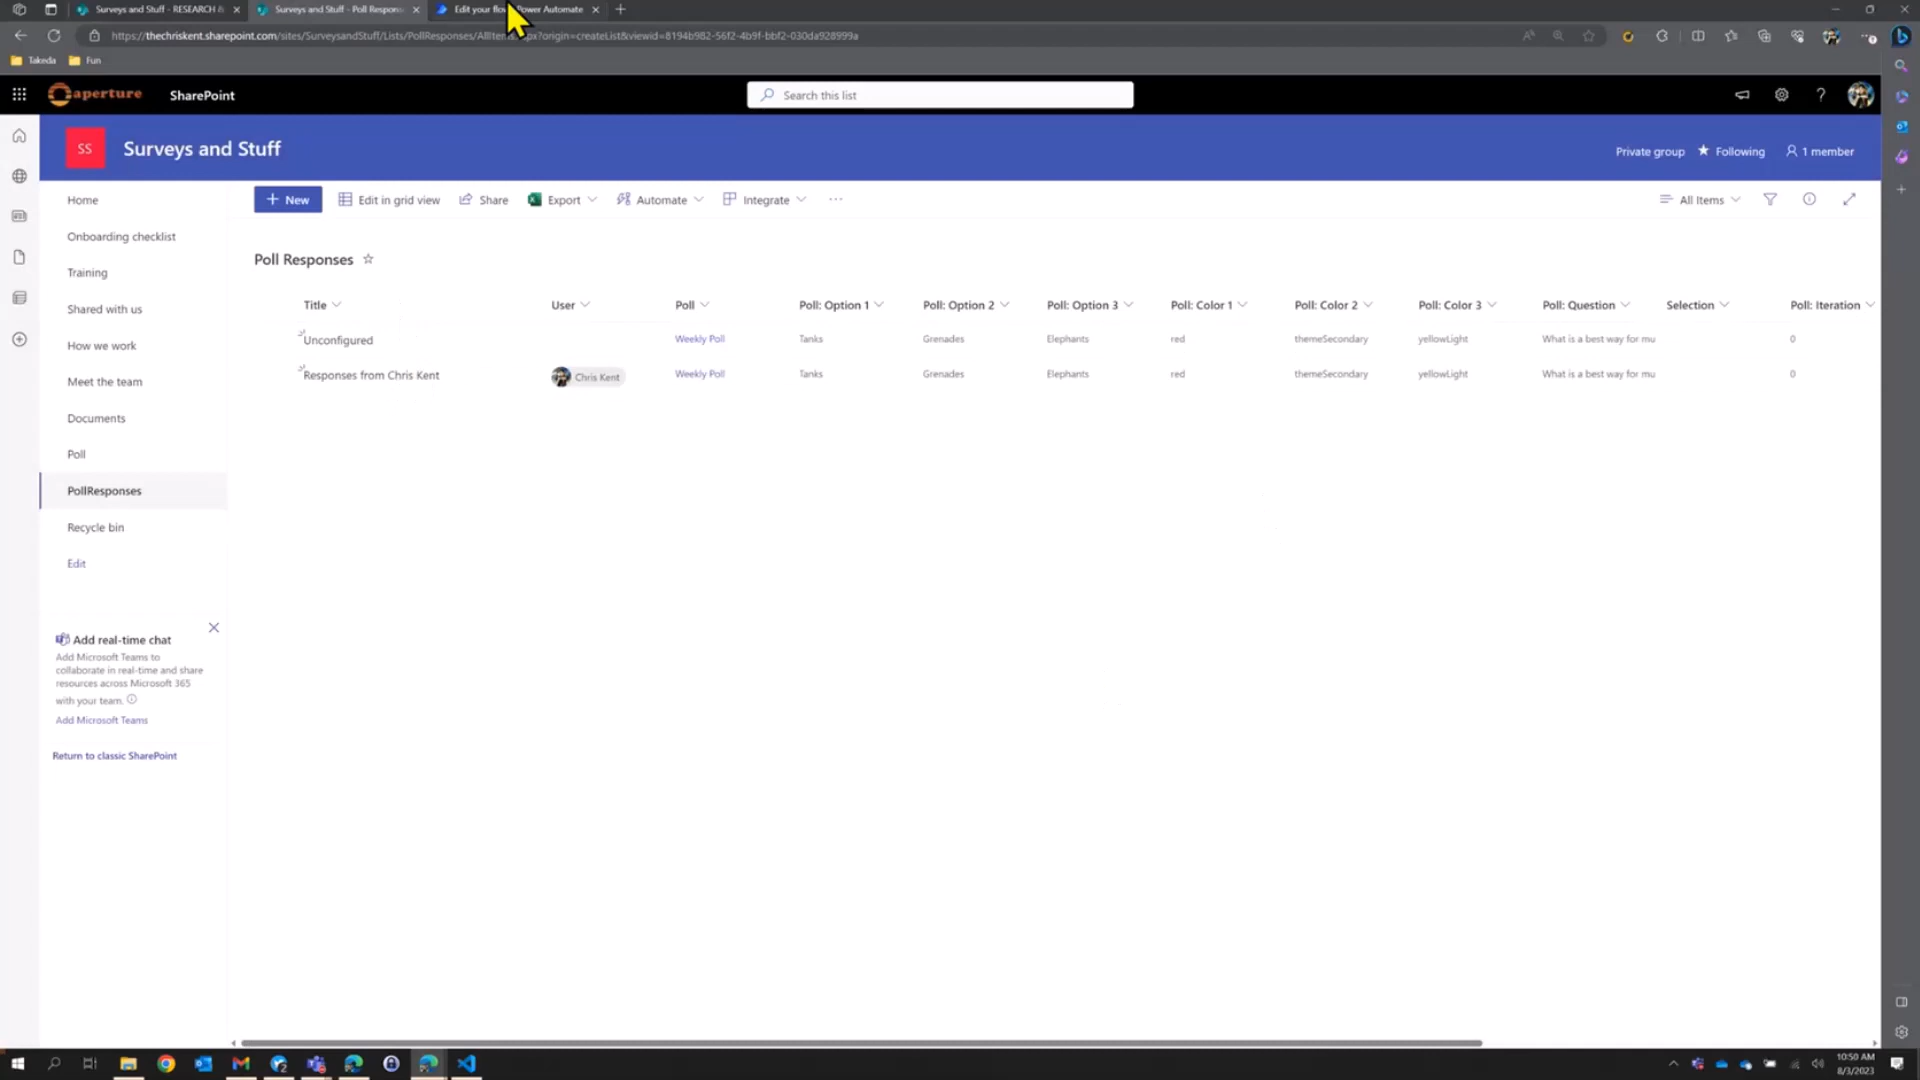 Surveys and Stuff - RESEARCH &
Surveys and Stuff - Poll Respons
Edit your flow Power Automate
https://thechriskent.sharepoint.com/sites/SurveysandStuff/Lists/PollResponses/AllItems.aspx?origin=createList&viewid=8194b982-56f2-4b9f-bbf2-030da928999a
Takeda
Fun
aperture
SharePoint
Search this list
SS
Surveys and Stuff
Private group
Following
1 member
Home
Onboarding checklist
Training
Shared with us
How we work
Meet the team
Documents
Poll
PollResponses
Recycle bin
Edit
New
Edit in grid view
Share
Export
Automate
Integrate
All Items
Poll Responses
Title User Poll Poll: Option 1 Poll: Option 2 Poll: Option 3 Poll: Color 1 Poll: Color 2 Poll: Color 3 Poll: Question Selection Poll: Iteration
Unconfigured Weekly Poll Tanks Grenades Elephants red themeSecondary yellowLight What is a best way for mu 0
Responses from Chris Kent Chris Kent Weekly Poll Tanks Grenades Elephants red themeSecondary yellowLight What is a best way for mu 0
Add real-time chat
Add Microsoft Teams to
collaborate in real-time and share
resources across Microsoft 365
with your team.
Add Microsoft Teams
Return to classic SharePoint
10:50 AM
8/3/2023